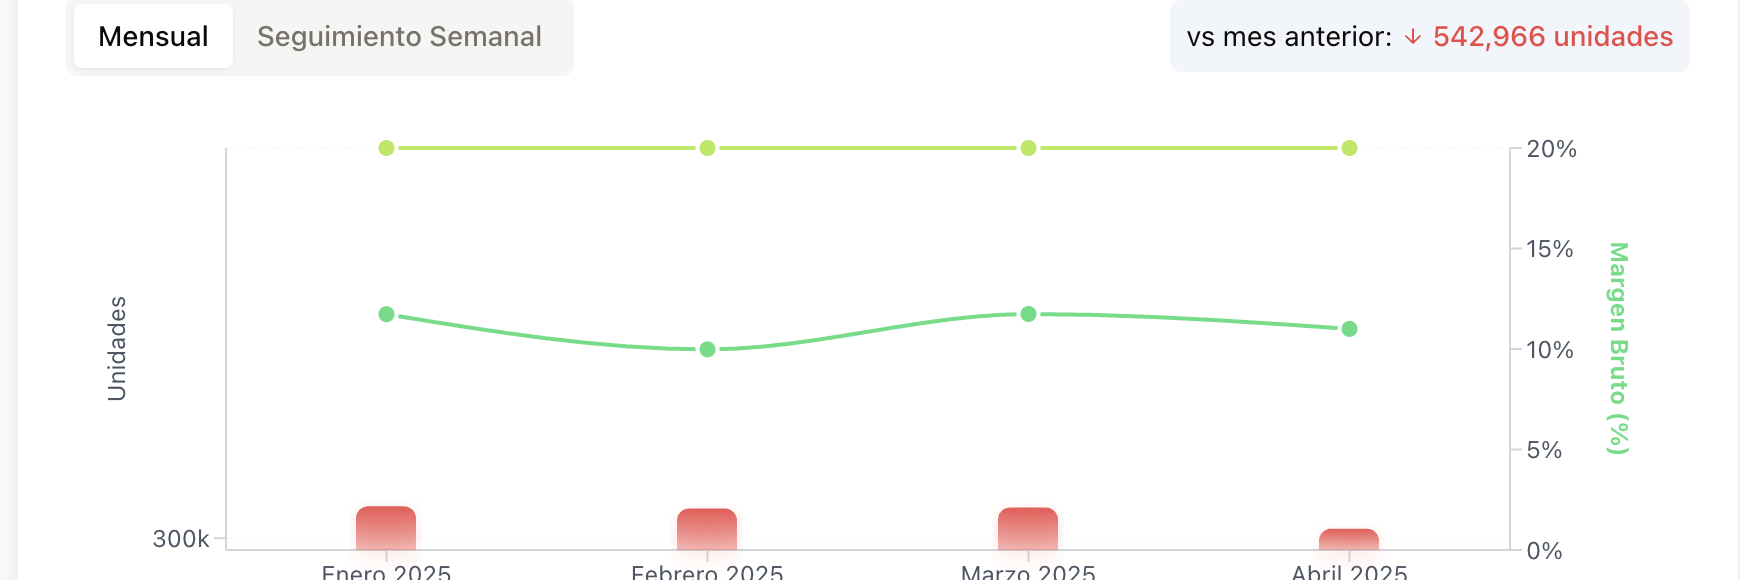 Mensual Seguimiento Semanal
vs mes anterior: ↓ 542,966 unidades
Unidades
300k
20%
15%
10%
5%
0%
Margen Bruto (%)
Enero 2025
Febrero 2025
Marzo 2025
Abril 2025